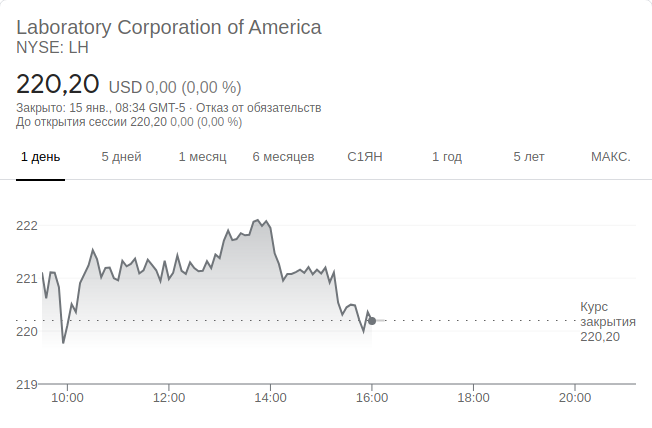 Laboratory Corporation of America
NYSE: LH
220,20 USD 0,00 (0,00 %)
Закрыто: 15 янв., 08:34 GMT-5 · Отказ от обязательств
До открытия сессии 220,20 0,00 (0,00 %)
1 день 5 дней 1 месяц 6 месяцев С1ЯН 1 год 5 лет МАКС.
222
221
220
219
Курс
закрытия
220,20
10:00 12:00 14:00 16:00 18:00 20:00